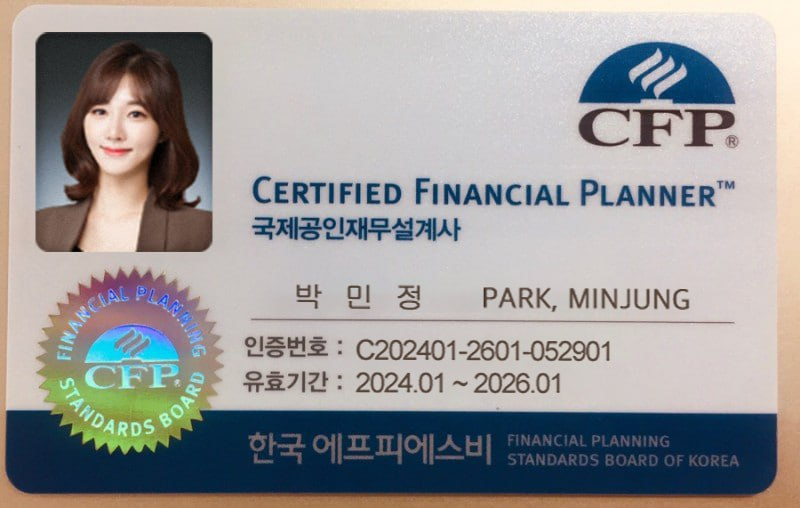 CFP®
CERTIFIED FINANCIAL PLANNER™
국제공인재무설계사
박 민 정 PARK, MINJUNG
인증번호 : C202401-2601-052901
유효기간 : 2024.01 ~ 2026.01
FINANCIAL PLANNING
CFP®
STANDARDS BOARD
한국 에프피에스비 FINANCIAL PLANNING
STANDARDS BOARD OF KOREA